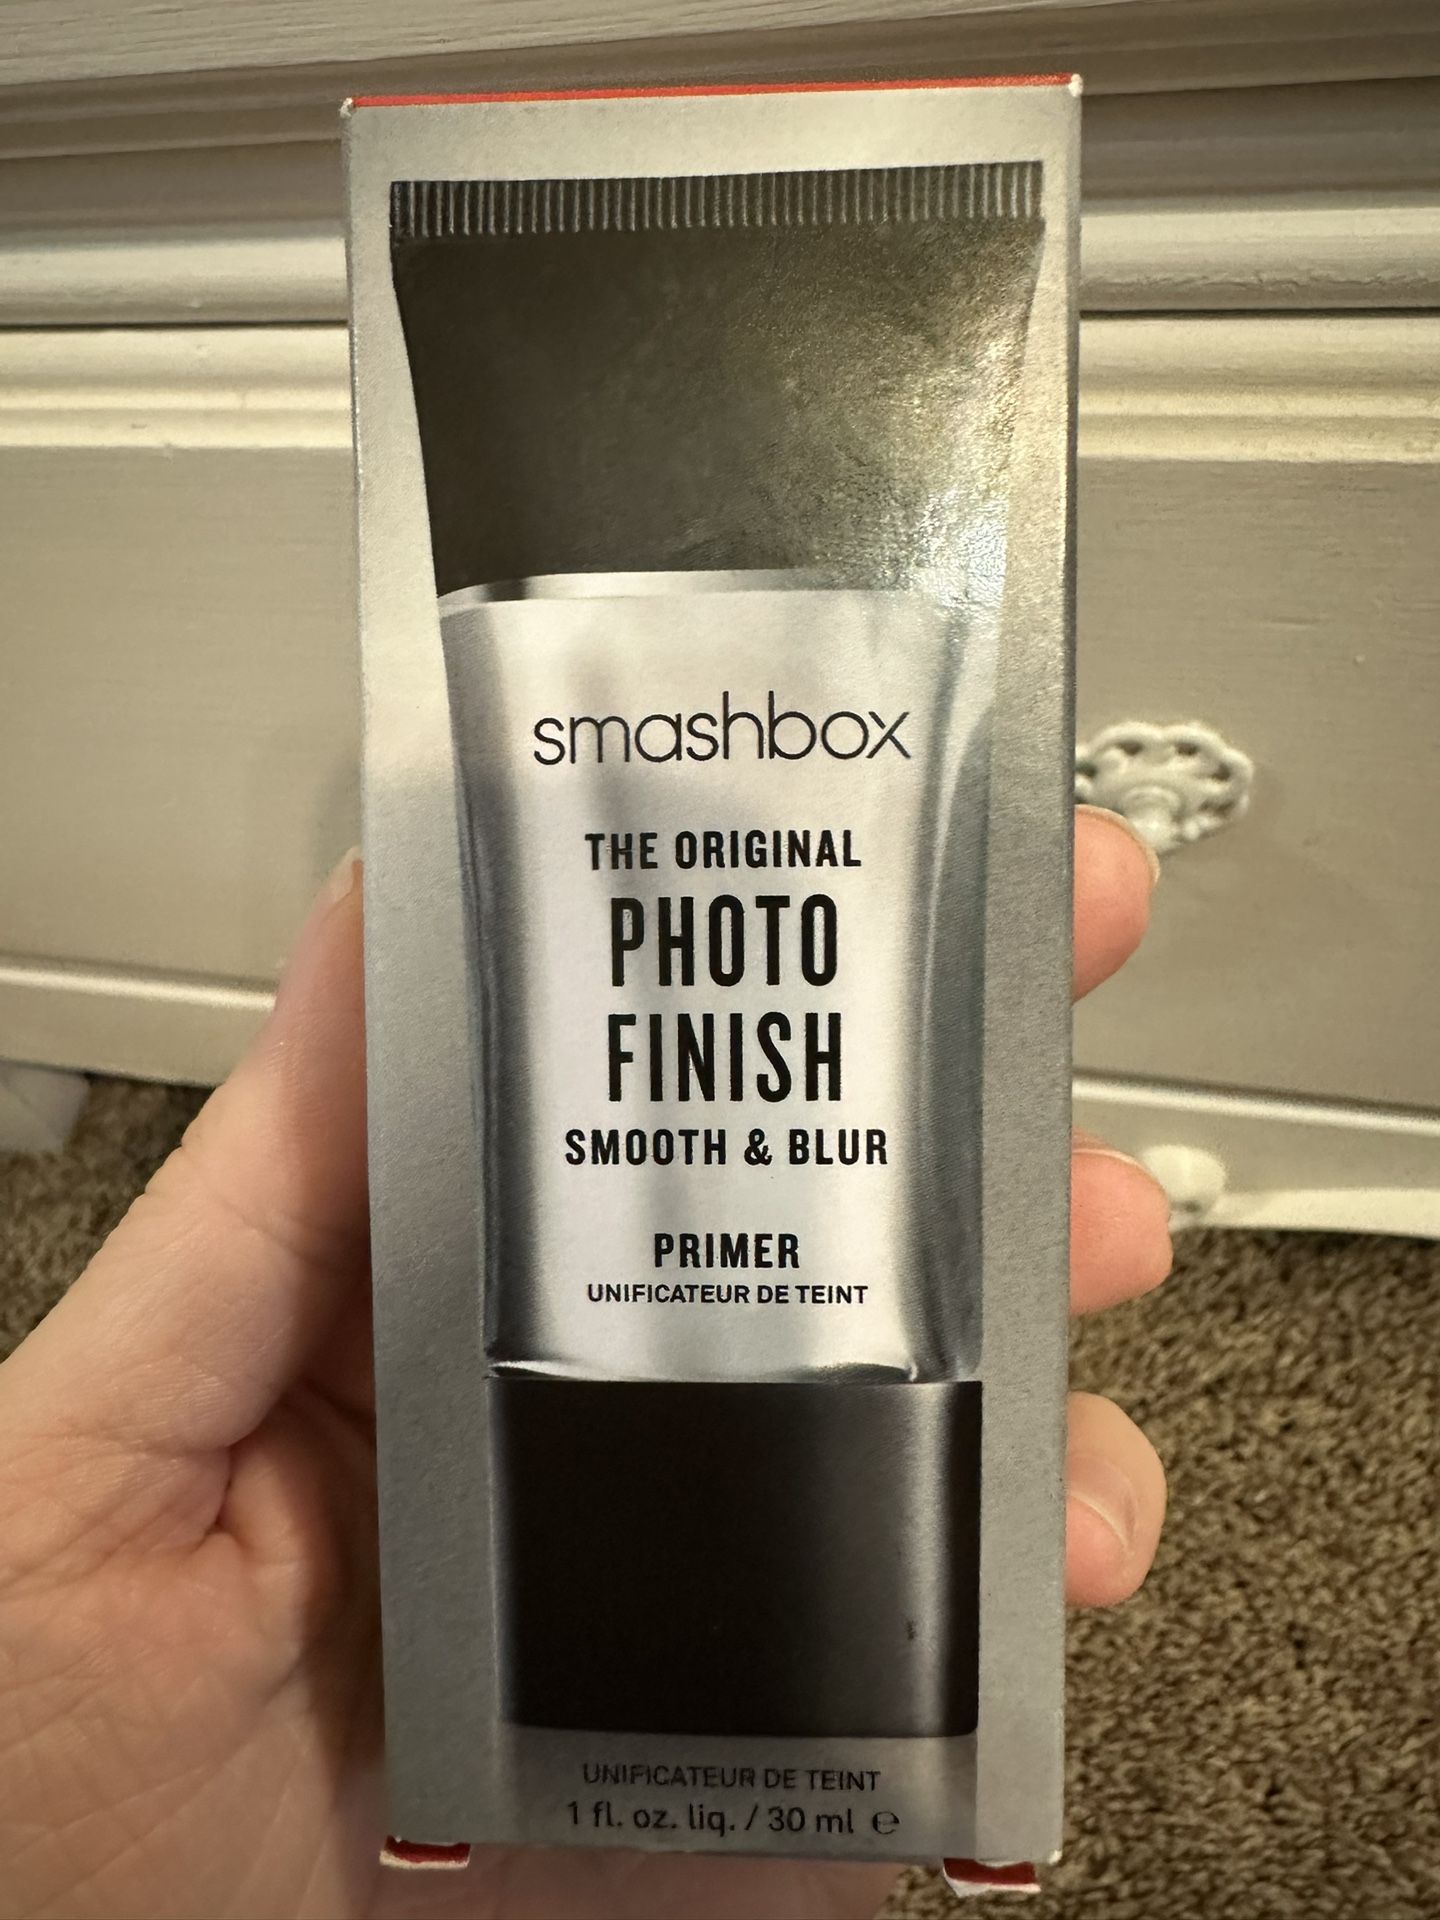 smashbox
THE ORIGINAL
PHOTO
FINISH
SMOOTH & BLUR
PRIMER
UNIFICATEUR DE TEINT
UNIFICATEUR DE TEINT
1 fl. oz. liq. / 30 ml ℮